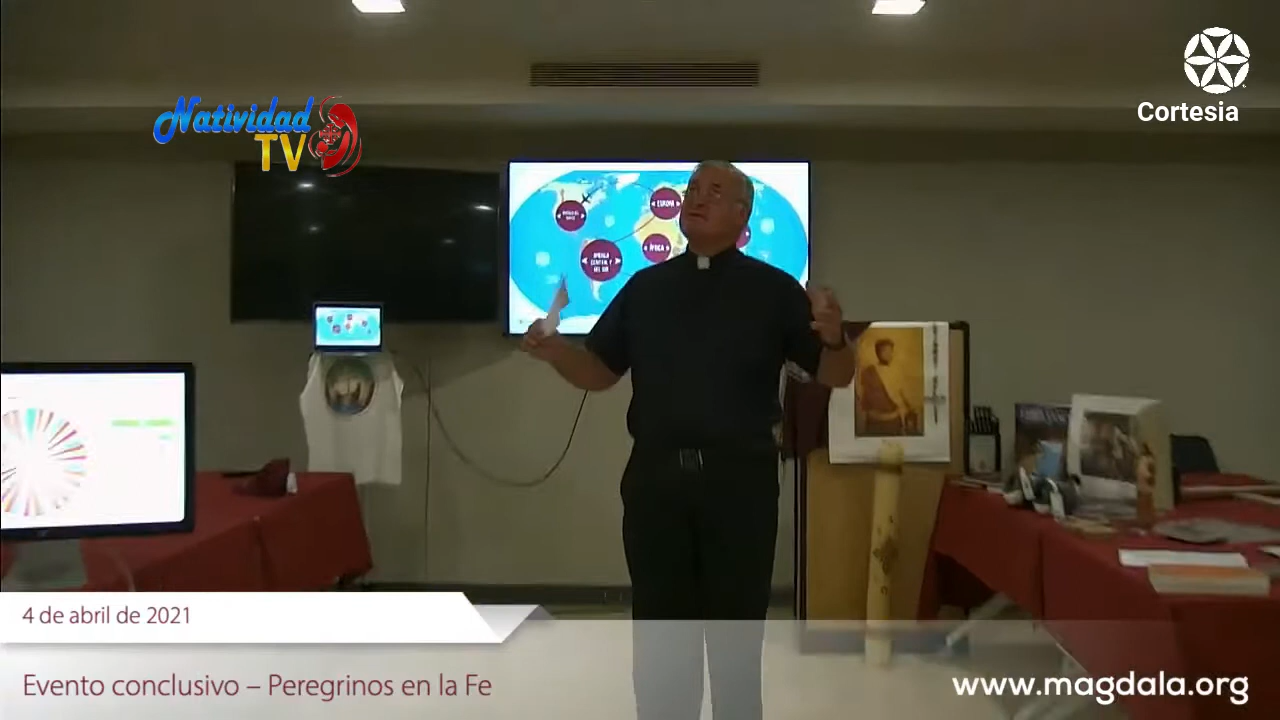 Natividad
TV
Cortesia
EUROPA
ÁFRICA
AMÉRICA
CENTRAL Y
DEL SUR
4 de abril de 2021
Evento conclusivo – Peregrinos en la Fe
www.magdala.org